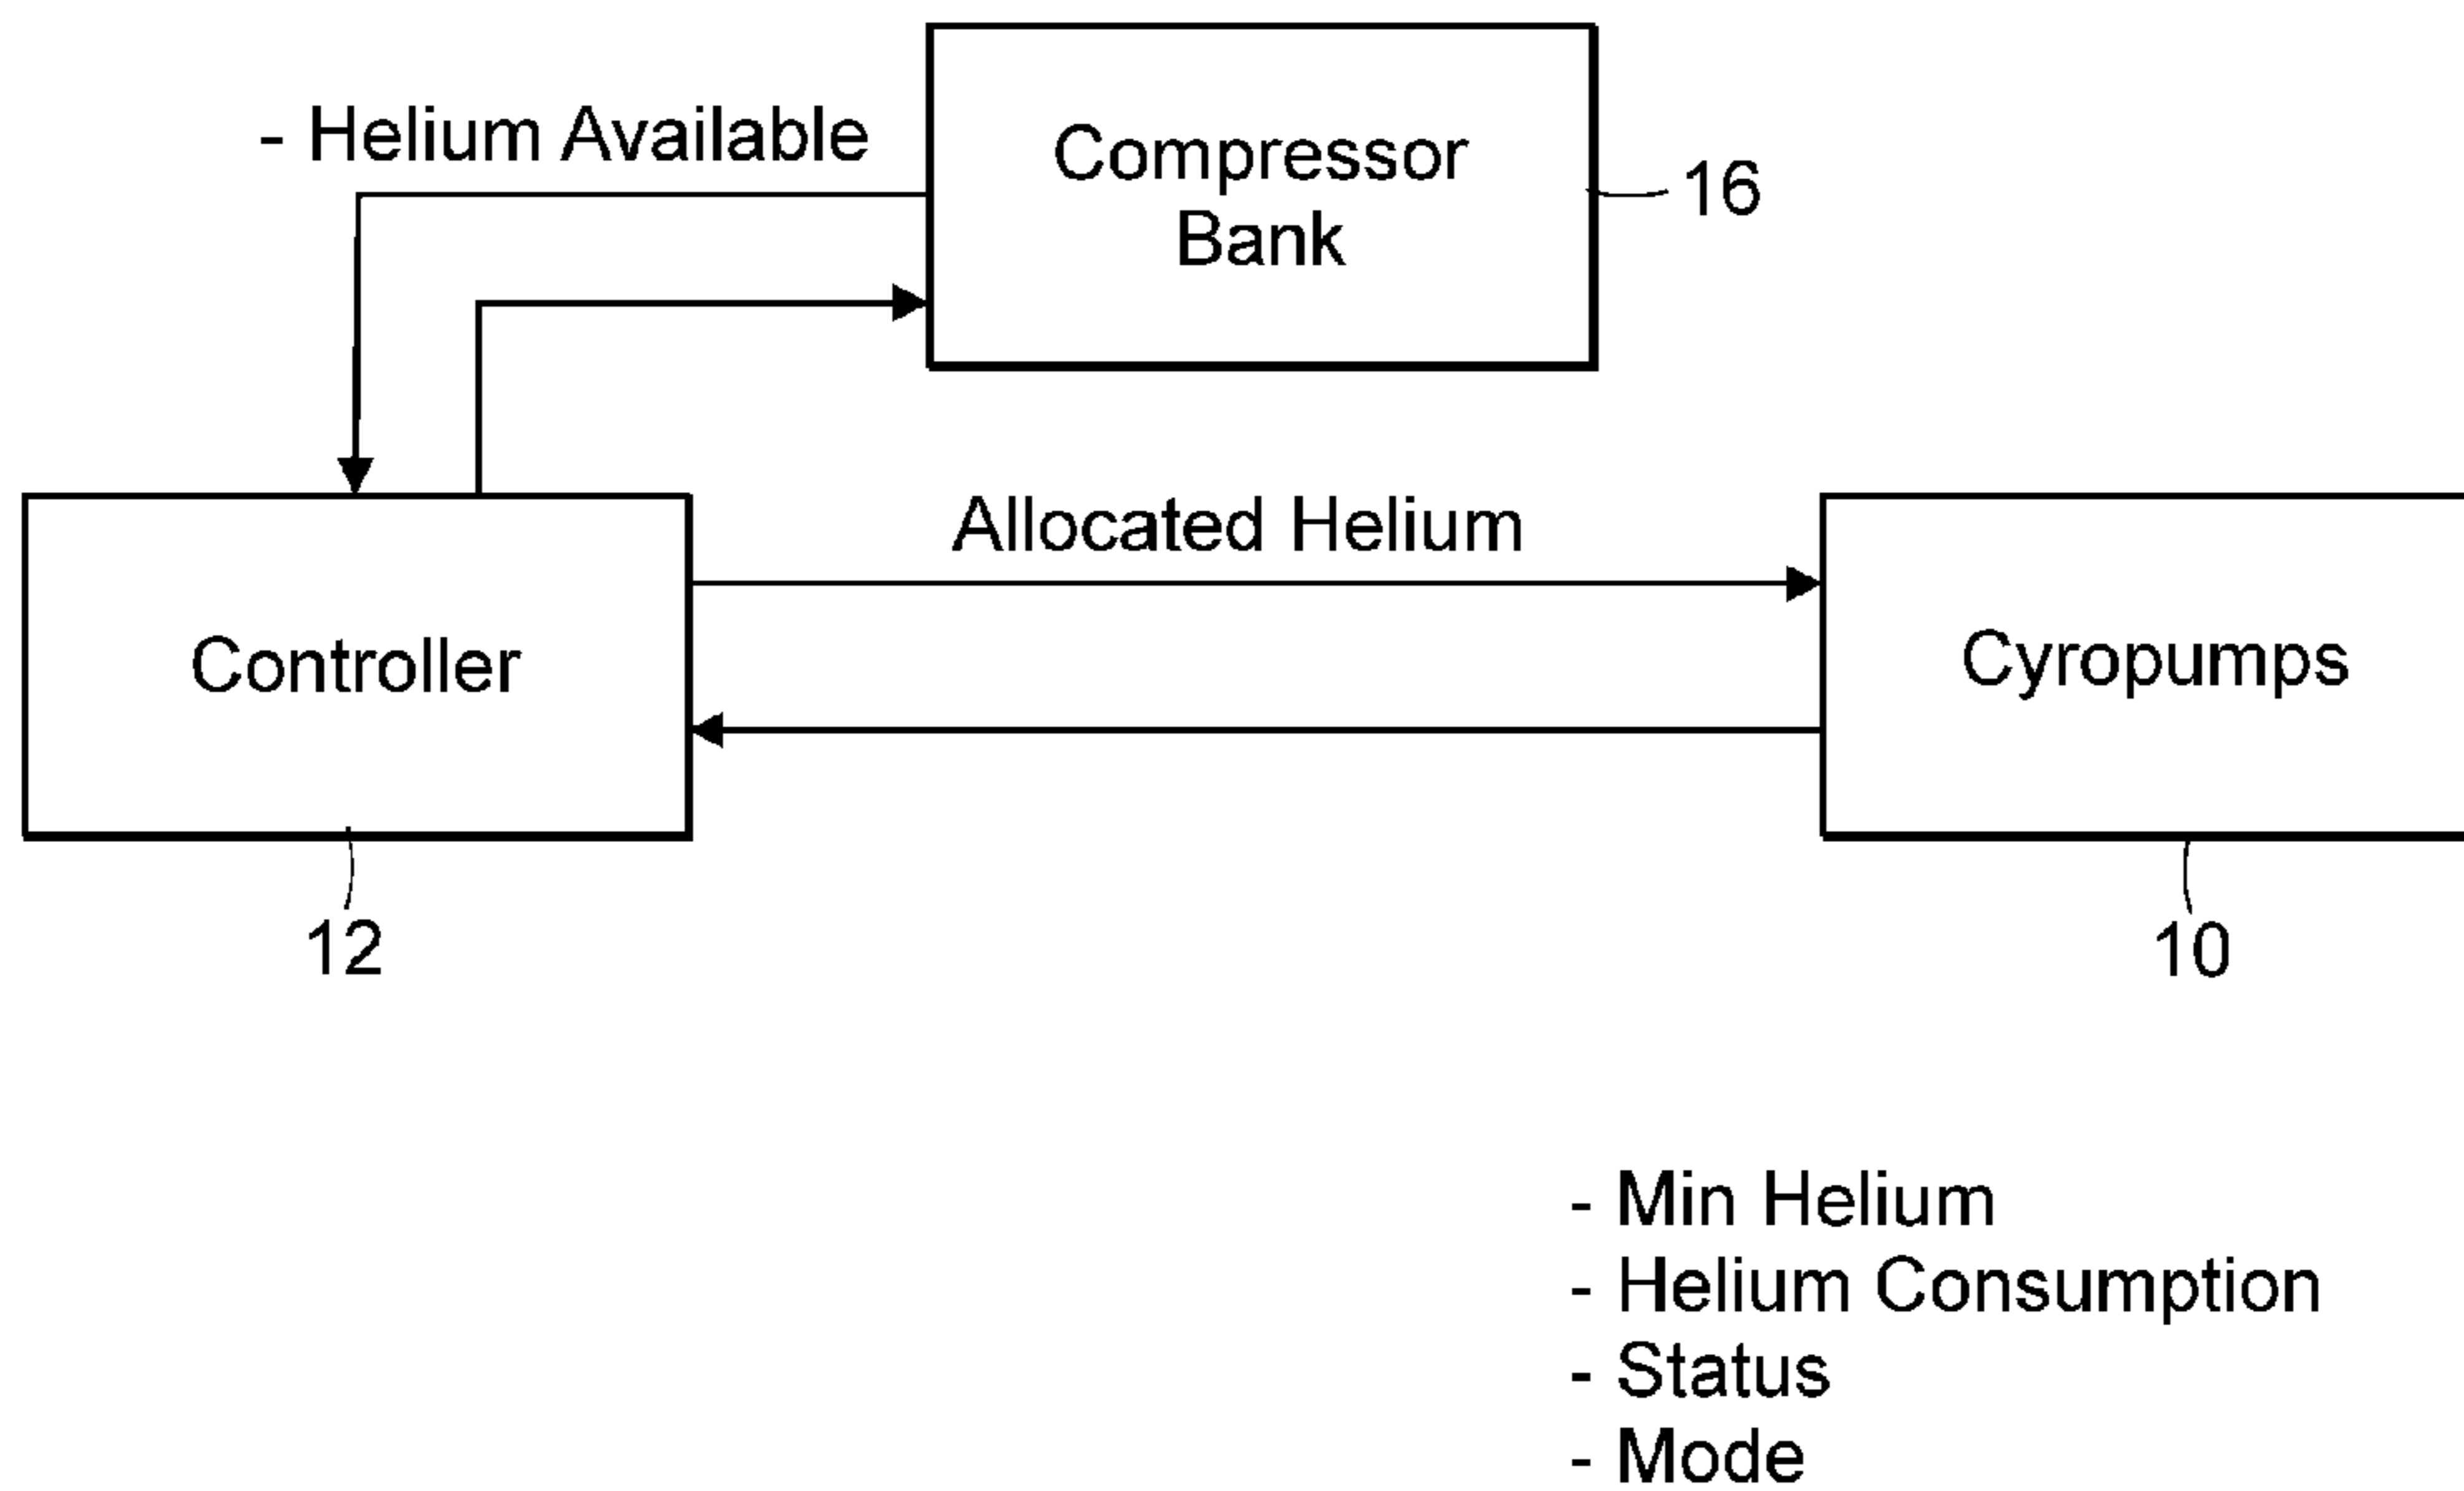 - Helium Available
Compressor
Bank
16
Allocated Helium
Controller
Cyropumps
12
10
- Min Helium
- Helium Consumption
- Status
- Mode